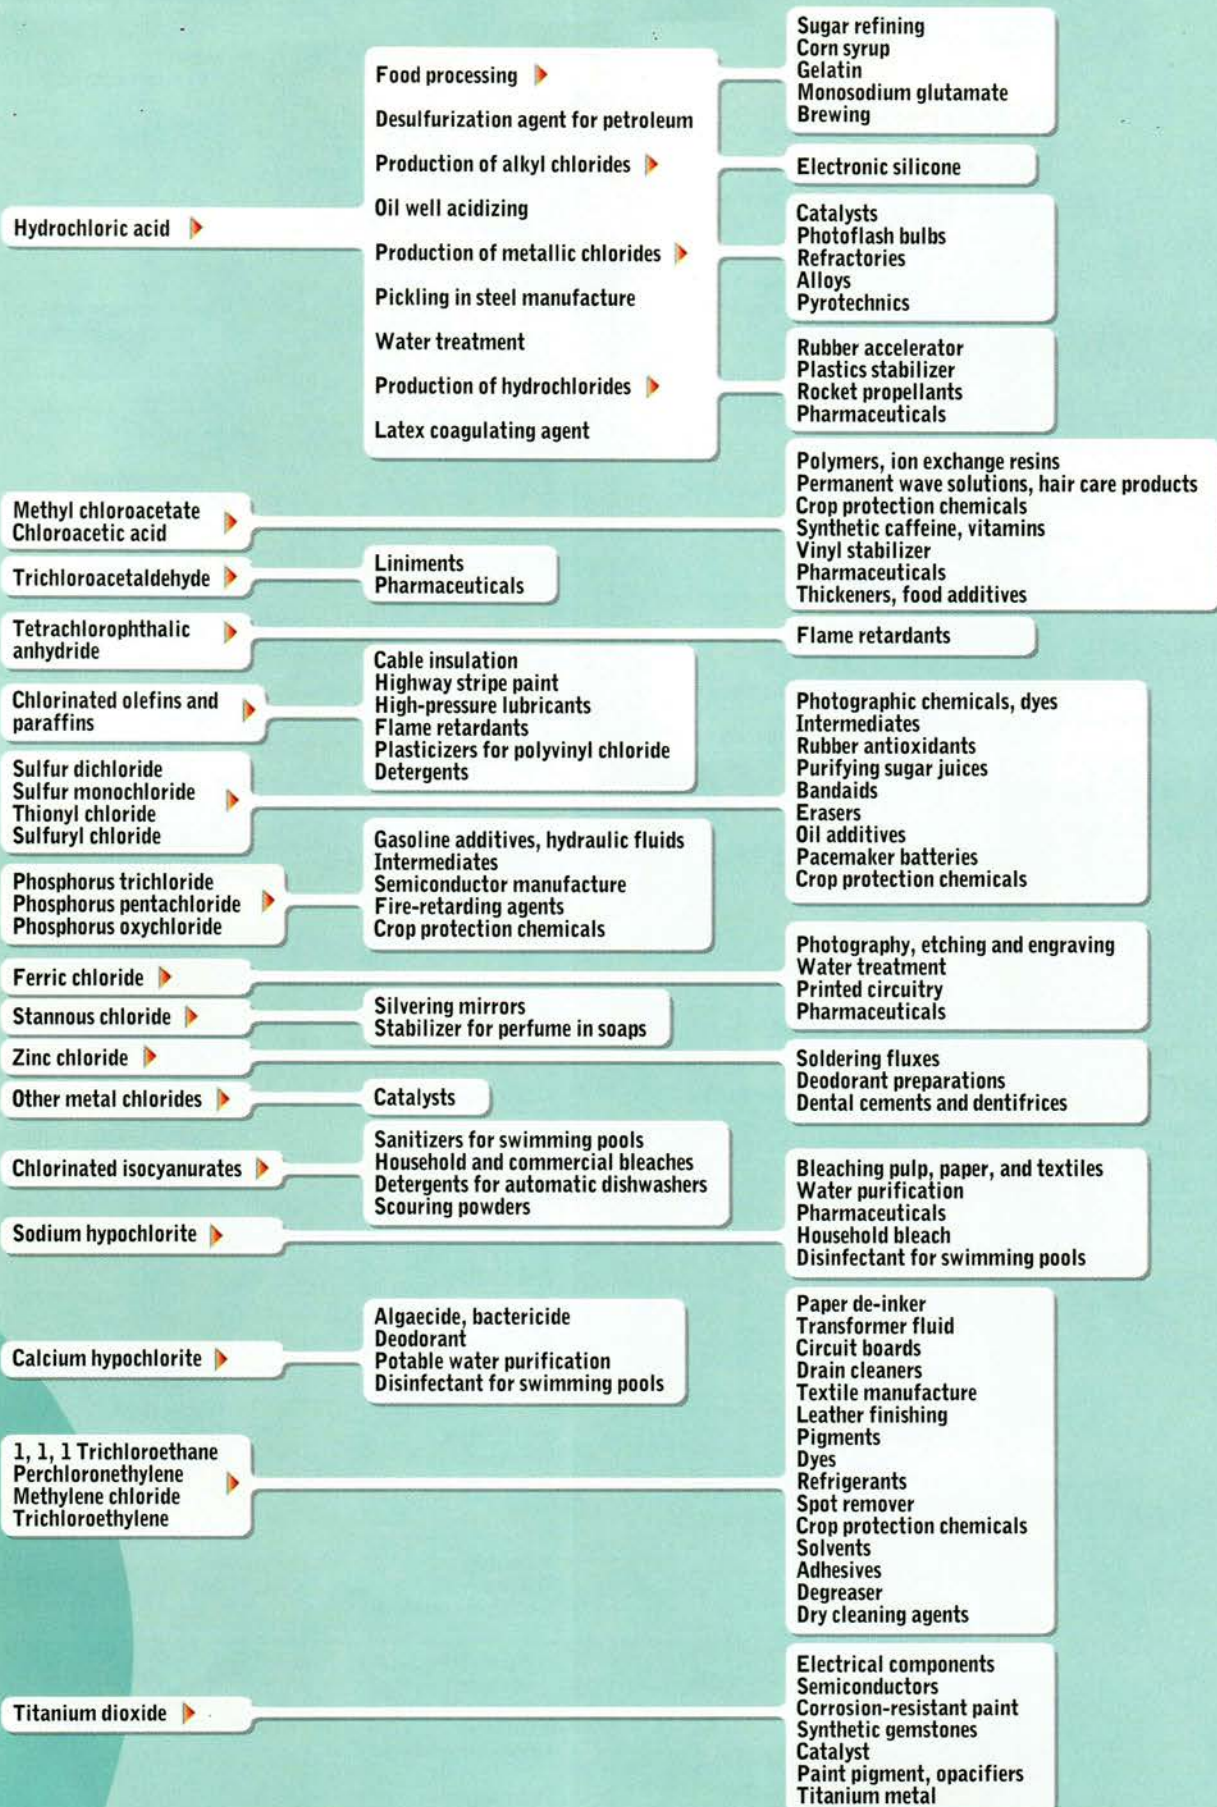 Hydrochloric acid
Food processing
Desulfurization agent for petroleum
Production of alkyl chlorides
Oil well acidizing
Production of metallic chlorides
Pickling in steel manufacture
Water treatment
Production of hydrochlorides
Latex coagulating agent
Sugar refining
Corn syrup
Gelatin
Monosodium glutamate
Brewing
Electronic silicone
Catalysts
Photoflash bulbs
Refractories
Alloys
Pyrotechnics
Rubber accelerator
Plastics stabilizer
Rocket propellants
Pharmaceuticals
Methyl chloroacetate
Chloroacetic acid
Polymers, ion exchange resins
Permanent wave solutions, hair care products
Crop protection chemicals
Synthetic caffeine, vitamins
Vinyl stabilizer
Pharmaceuticals
Thickeners, food additives
Trichloroacetaldehyde
Liniments
Pharmaceuticals
Tetrachlorophthalic
anhydride
Flame retardants
Chlorinated olefins and
paraffins
Cable insulation
Highway stripe paint
High-pressure lubricants
Flame retardants
Plasticizers for polyvinyl chloride
Detergents
Sulfur dichloride
Sulfur monochloride
Thionyl chloride
Sulfuryl chloride
Photographic chemicals, dyes
Intermediates
Rubber antioxidants
Purifying sugar juices
Bandaids
Erasers
Oil additives
Pacemaker batteries
Crop protection chemicals
Phosphorus trichloride
Phosphorus pentachloride
Phosphorus oxychloride
Gasoline additives, hydraulic fluids
Intermediates
Semiconductor manufacture
Fire-retarding agents
Crop protection chemicals
Ferric chloride
Photography, etching and engraving
Water treatment
Printed circuitry
Pharmaceuticals
Stannous chloride
Silvering mirrors
Stabilizer for perfume in soaps
Zinc chloride
Soldering fluxes
Deodorant preparations
Dental cements and dentifrices
Other metal chlorides
Catalysts
Chlorinated isocyanurates
Sanitizers for swimming pools
Household and commercial bleaches
Detergents for automatic dishwashers
Scouring powders
Sodium hypochlorite
Bleaching pulp, paper, and textiles
Water purification
Pharmaceuticals
Household bleach
Disinfectant for swimming pools
Calcium hypochlorite
Algaecide, bactericide
Deodorant
Potable water purification
Disinfectant for swimming pools
1, 1, 1 Trichloroethane
Perchloronethylene
Methylene chloride
Trichloroethylene
Paper de-inker
Transformer fluid
Circuit boards
Drain cleaners
Textile manufacture
Leather finishing
Pigments
Dyes
Refrigerants
Spot remover
Crop protection chemicals
Solvents
Adhesives
Degreaser
Dry cleaning agents
Titanium dioxide
Electrical components
Semiconductors
Corrosion-resistant paint
Synthetic gemstones
Catalyst
Paint pigment, opacifiers
Titanium metal